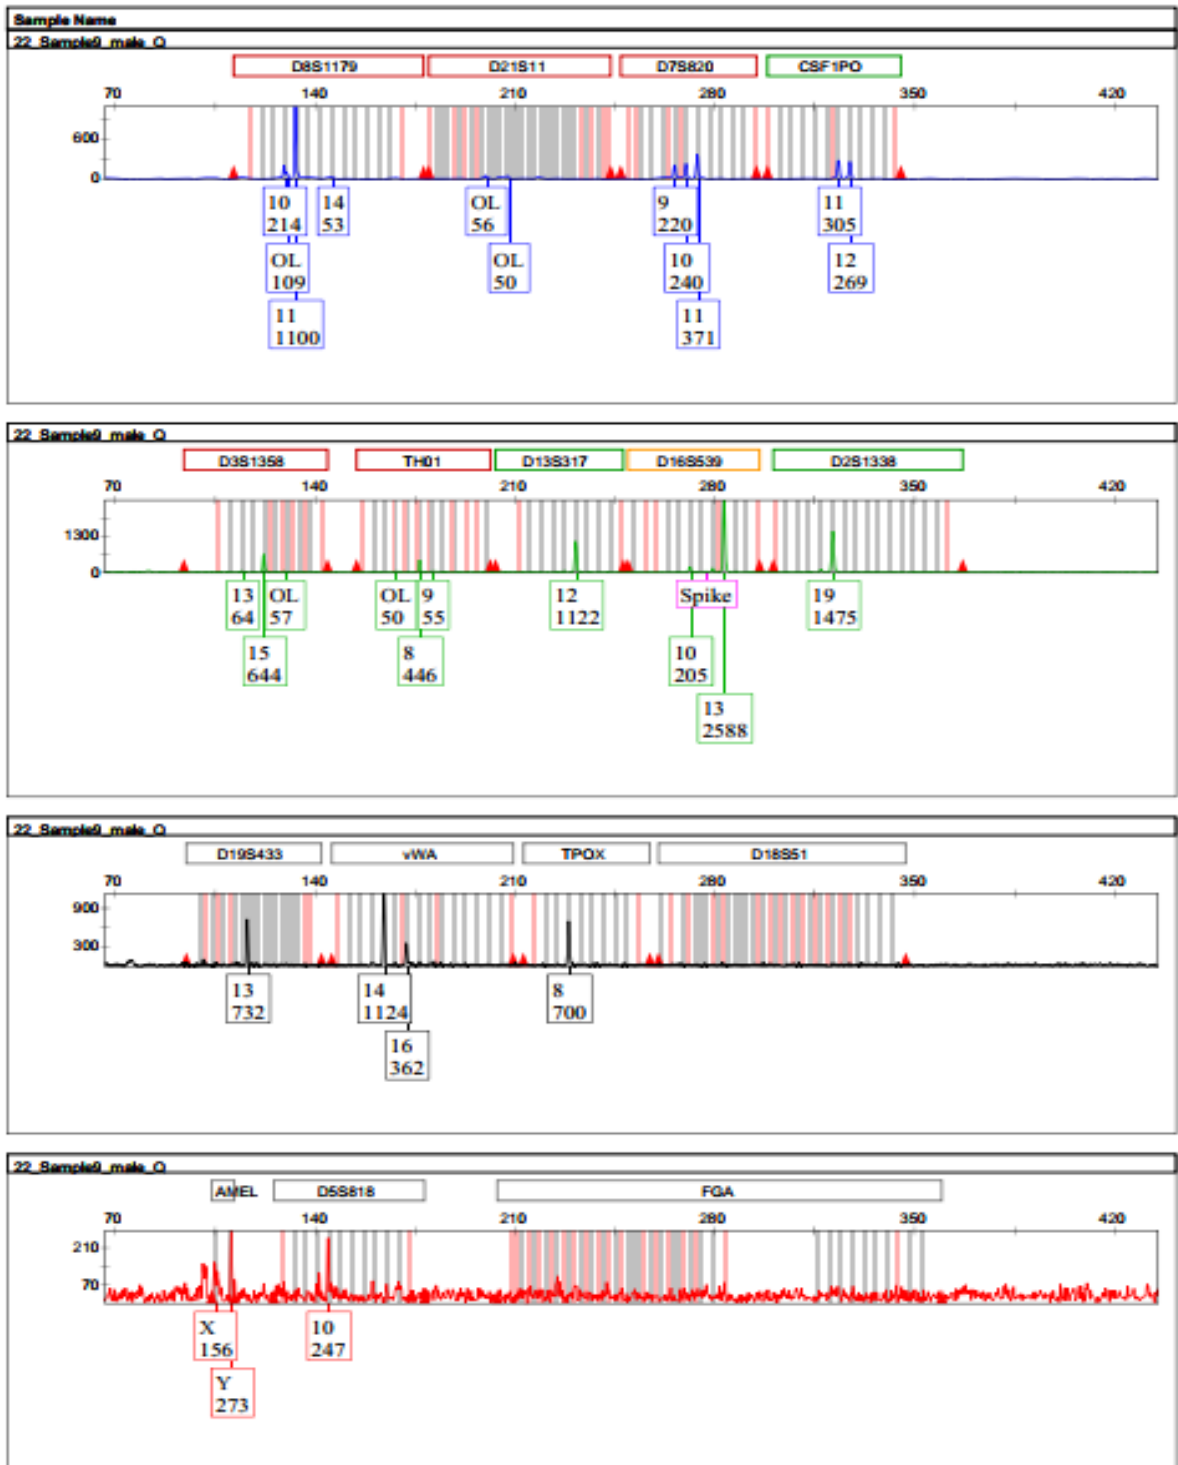 Sample Name
22_Sample9_male_Q
D8S1179 D21S11 D7S820 CSF1PO
70 140 210 280 350 420
600
0
10 14 OL 9 11
214 53 56 220 305
OL OL 10 12
109 50 240 269
11 11
1100 371
22_Sample9_male_Q
D3S1358 TH01 D13S317 D16S539 D2S1338
70 140 210 280 350 420
1300
0
13 OL OL 9 12 Spike 19
64 57 50 55 1122 1475
15 8 10
644 446 205
13
2588
22_Sample9_male_Q
D19S433 vWA TPOX D18S51
70 140 210 280 350 420
900
300
13 14 8
732 1124 700
16
362
22_Sample9_male_Q
AMEL D5S818 FGA
70 140 210 280 350 420
210
70
X 10
156 247
Y
273